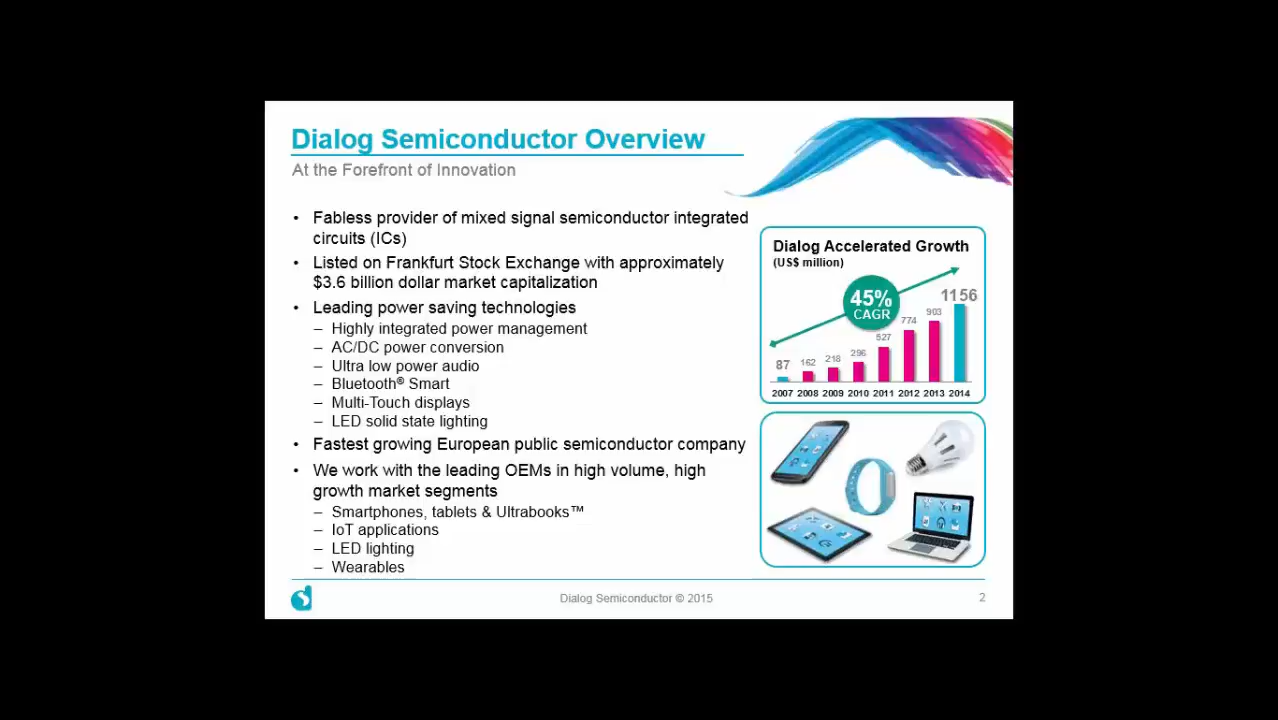 Dialog Semiconductor Overview
At the Forefront of Innovation
• Fabless provider of mixed signal semiconductor integrated
circuits (ICs)
• Listed on Frankfurt Stock Exchange with approximately
$3.6 billion dollar market capitalization
• Leading power saving technologies
– Highly integrated power management
– AC/DC power conversion
– Ultra low power audio
– Bluetooth® Smart
– Multi-Touch displays
– LED solid state lighting
• Fastest growing European public semiconductor company
• We work with the leading OEMs in high volume, high
growth market segments
– Smartphones, tablets & Ultrabooks™
– IoT applications
– LED lighting
– Wearables
Dialog Accelerated Growth
(US$ million)
45%
CAGR
87 162 218 296 527 774 903 1156
2007 2008 2009 2010 2011 2012 2013 2014
Dialog Semiconductor © 2015
2